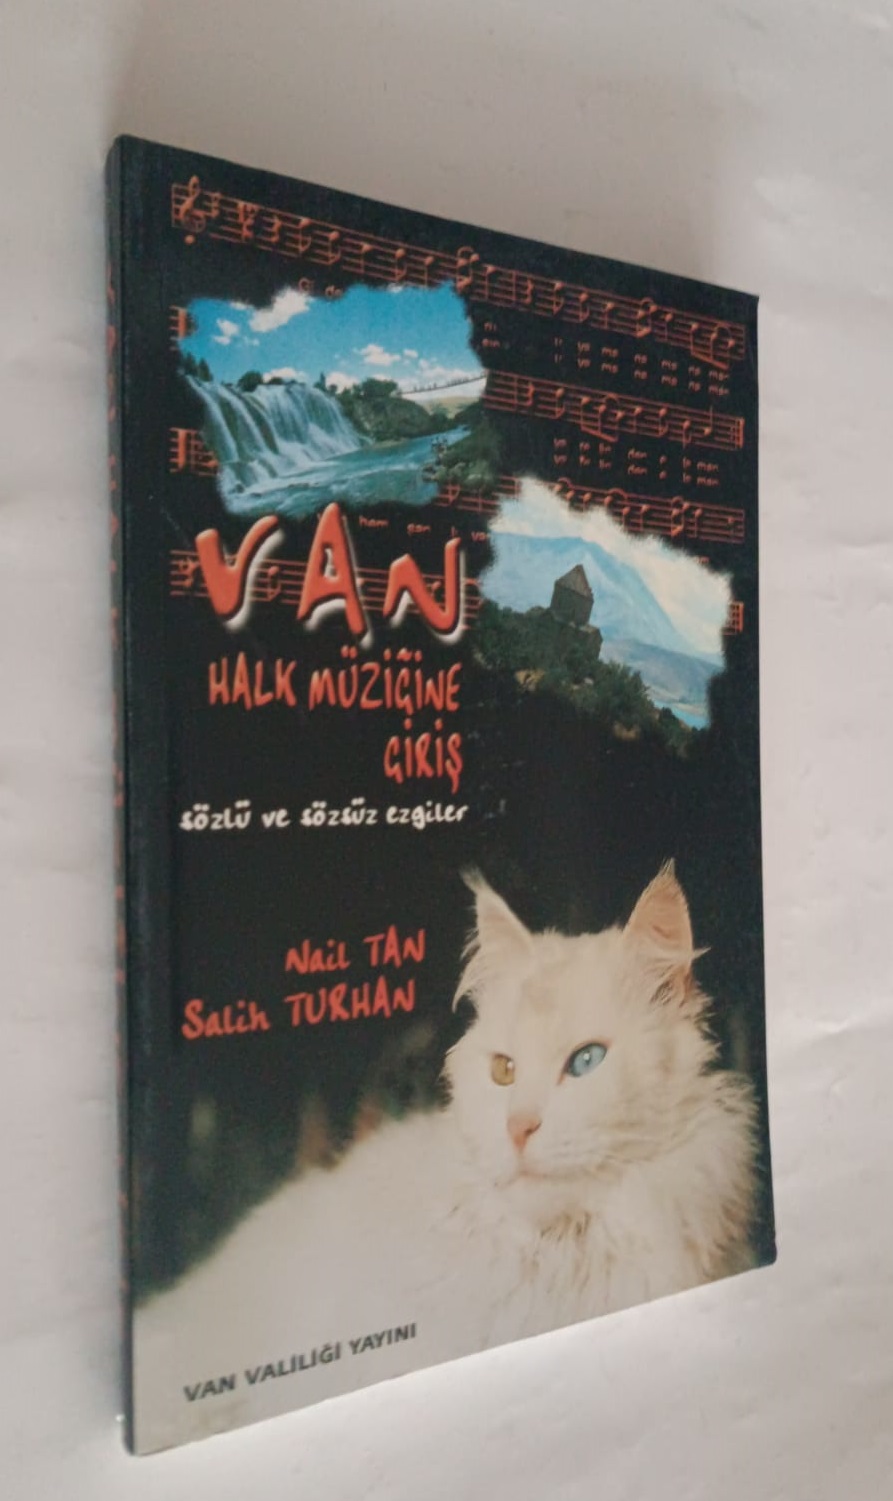 VAN
HALK MÜZİĞİNE
GİRİŞ
sözlü ve sözsüz ezgiler
Nail TAN
Salih TURHAN
VAN VALİLİĞİ YAYINI